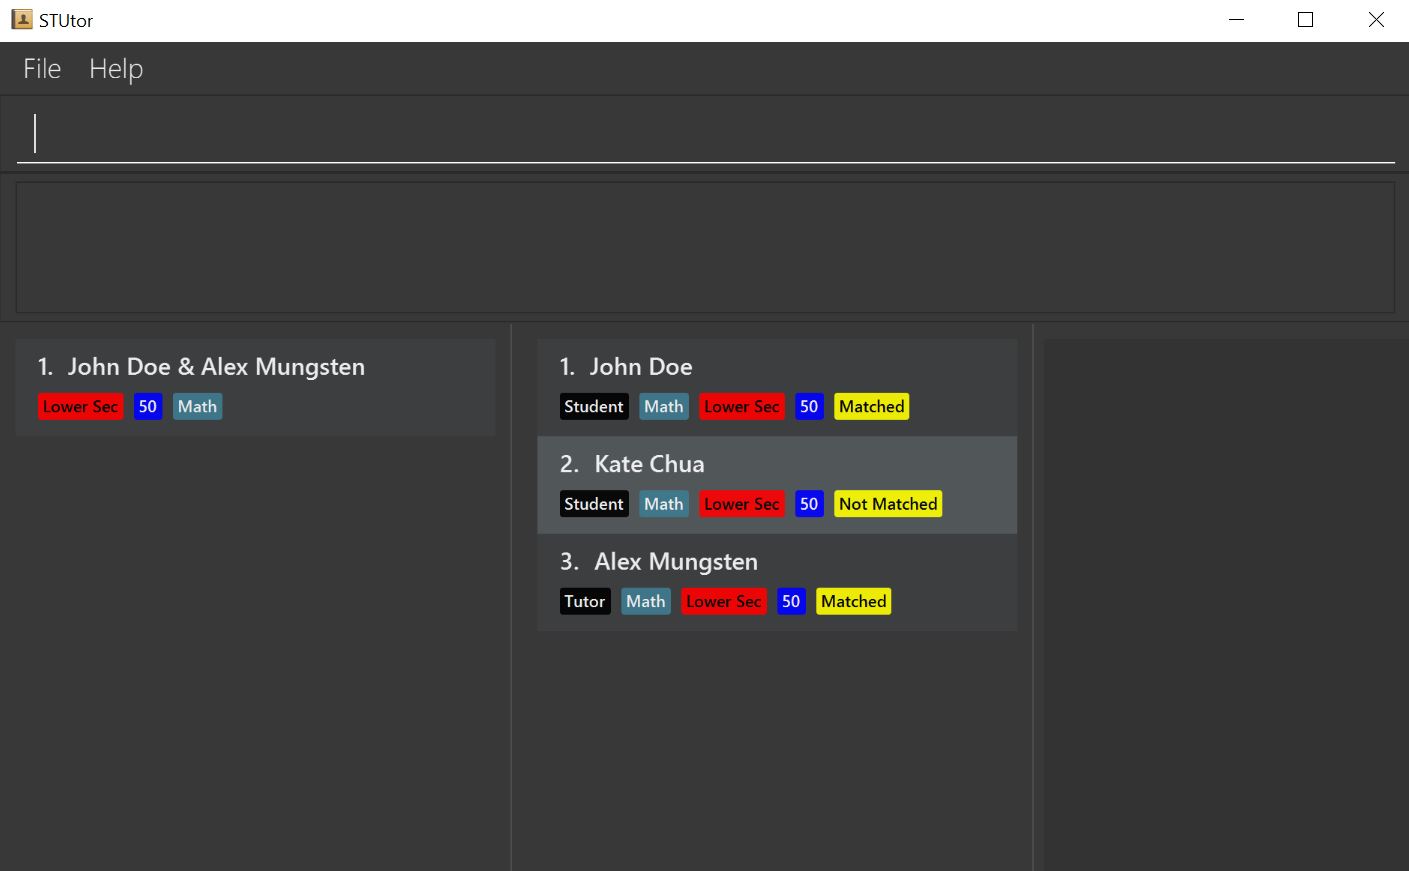 STUtor
File Help
1. John Doe & Alex Mungsten
Lower Sec 50 Math
1. John Doe
Student Math Lower Sec 50 Matched
2. Kate Chua
Student Math Lower Sec 50 Not Matched
3. Alex Mungsten
Tutor Math Lower Sec 50 Matched